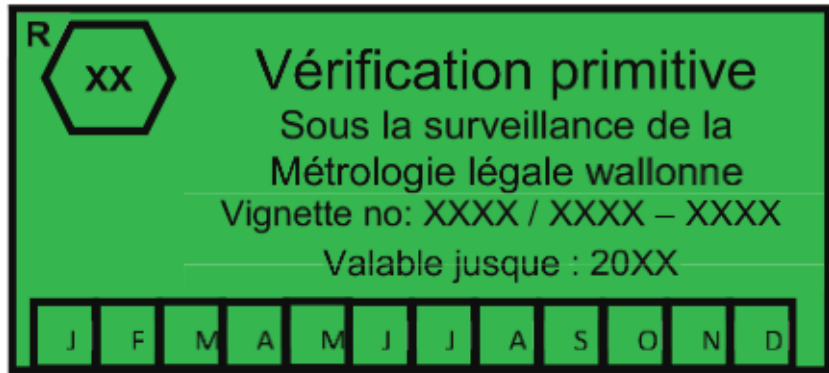 R
XX
Vérification primitive
Sous la surveillance de la
Métrologie légale wallonne
Vignette no: XXXX / XXXX – XXXX
Valable jusque : 20XX
J F M A M J J A S O N D